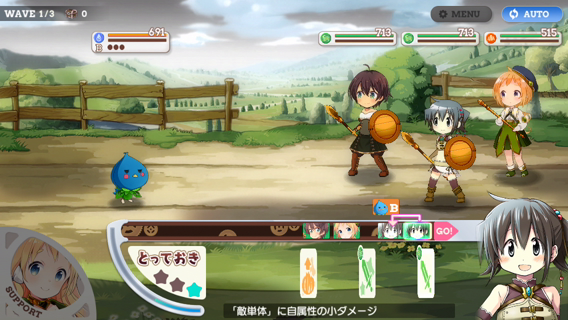 WAVE 1/3 0
MENU
AUTO
691
B
713
713
515
B
GO!
とっておき
SUPPORT
「敵単体」に自属性の小ダメージ